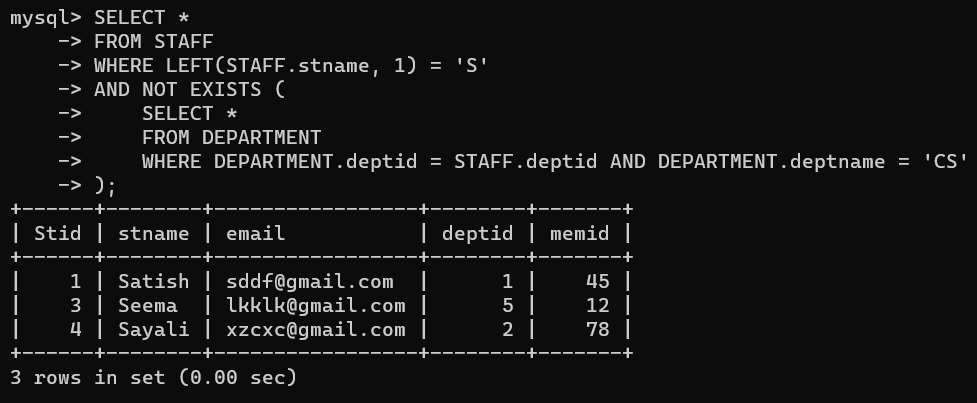 mysql> SELECT *
    -> FROM STAFF
    -> WHERE LEFT(STAFF.stname, 1) = 'S'
    -> AND NOT EXISTS (
    ->     SELECT *
    ->     FROM DEPARTMENT
    ->     WHERE DEPARTMENT.deptid = STAFF.deptid AND DEPARTMENT.deptname = 'CS'
    -> );
+------+--------+-----------------+--------+-------+
| Stid | stname | email           | deptid | memid |
+------+--------+-----------------+--------+-------+
|    1 | Satish | sddf@gmail.com  |      1 |    45 |
|    3 | Seema  | lkklk@gmail.com |      5 |    12 |
|    4 | Sayali | xzcxc@gmail.com |      2 |    78 |
+------+--------+-----------------+--------+-------+
3 rows in set (0.00 sec)